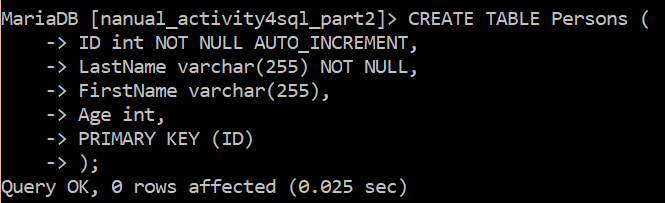 MariaDB [nanual_activity4sql_part2]> CREATE TABLE Persons (
    -> ID int NOT NULL AUTO_INCREMENT,
    -> LastName varchar(255) NOT NULL,
    -> FirstName varchar(255),
    -> Age int,
    -> PRIMARY KEY (ID)
    -> );
Query OK, 0 rows affected (0.025 sec)